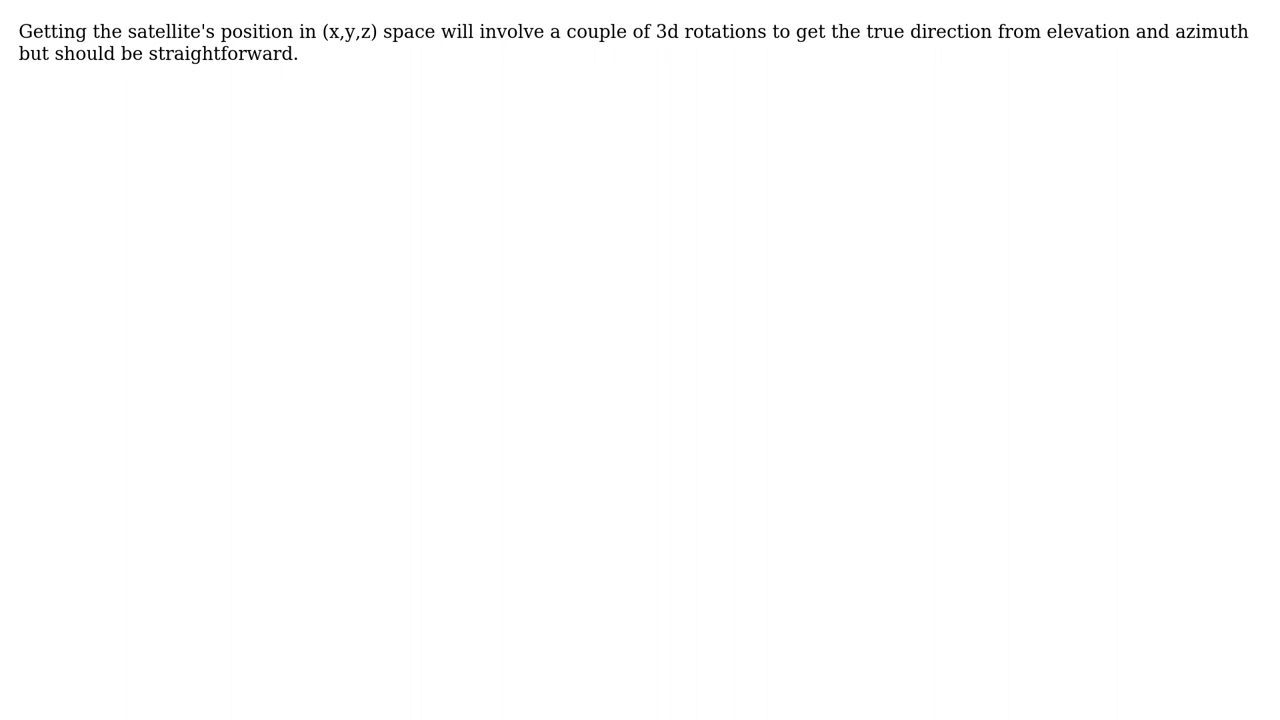 Getting the satellite's position in (x,y,z) space will involve a couple of 3d rotations to get the true direction from elevation and azimuth
but should be straightforward.